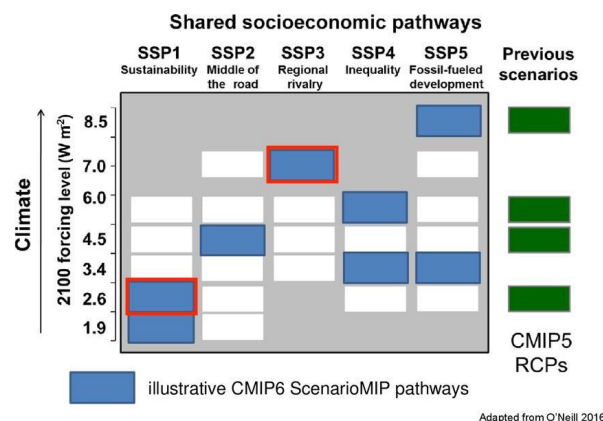 Shared socioeconomic pathways
SSP1 SSP2 SSP3 SSP4 SSP5 Previous
Sustainability Middle of Regional Inequality Fossil-fueled scenarios
the road rivalry development
Climate
2100 forcing level (W m²)
8.5
7.0
6.0
4.5
3.4
2.6
1.9
CMIP5
RCPs
illustrative CMIP6 ScenarioMIP pathways
Adapted from O'Neill 2016